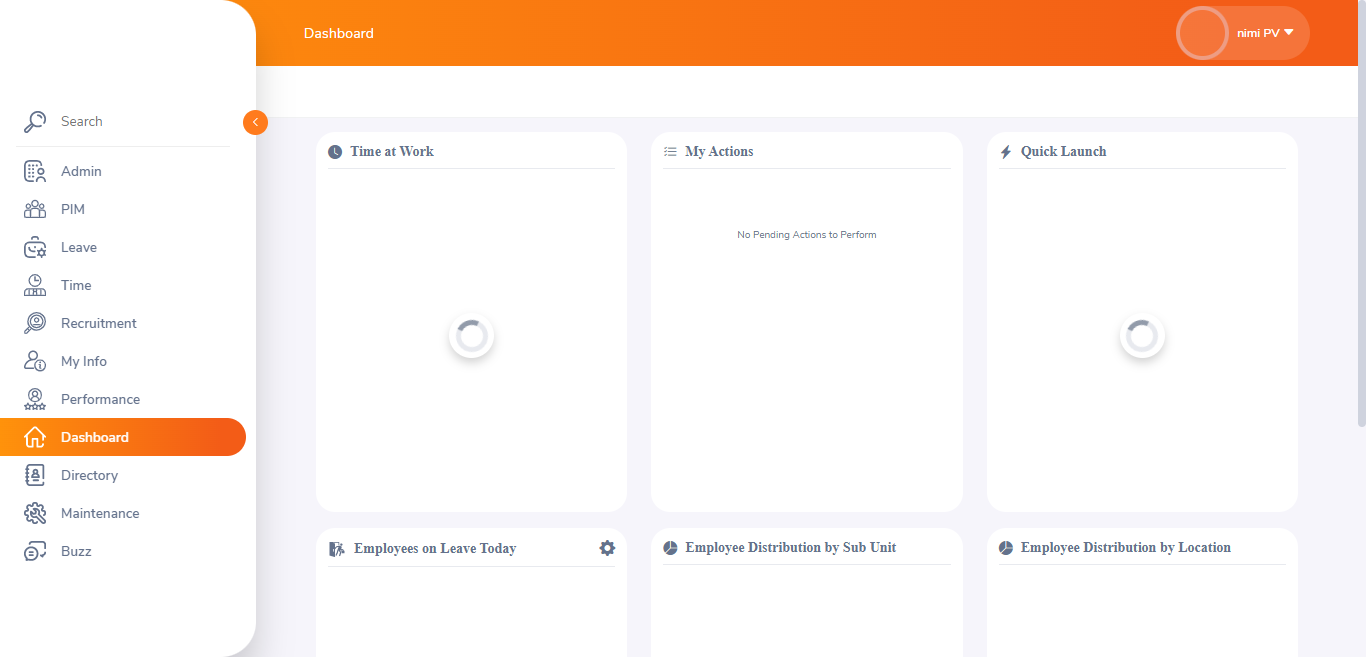 Dashboard
nimi PV
Search
Admin
PIM
Leave
Time
Recruitment
My Info
Performance
Dashboard
Directory
Maintenance
Buzz
Time at Work
My Actions
No Pending Actions to Perform
Quick Launch
Employees on Leave Today
Employee Distribution by Sub Unit
Employee Distribution by Location